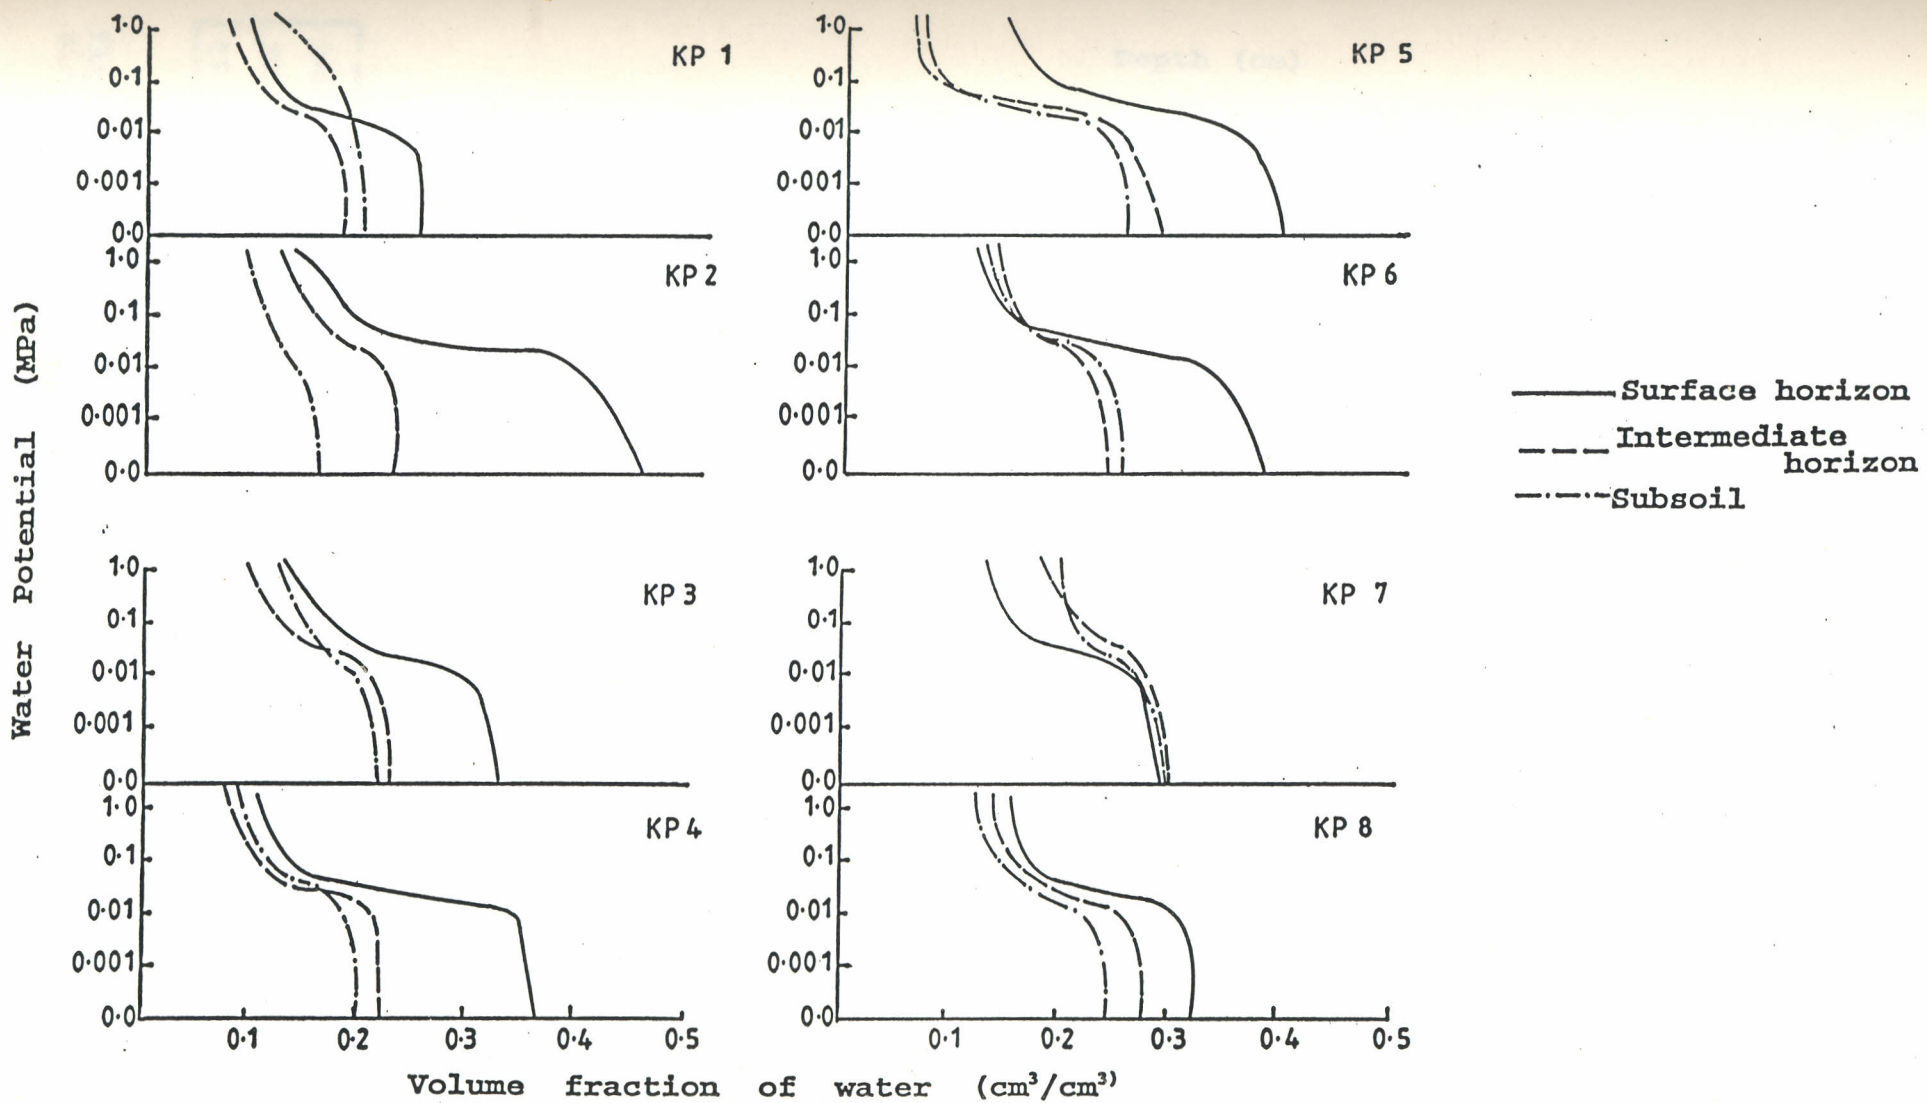 1·0
0·1
0·01
0·001
0·0
KP 1
1·0
0·1
0·01
0·001
0·0
KP 5
1·0
0·1
0·01
0·001
0·0
KP 2
1·0
0·1
0·01
0·001
0·0
KP 6
Water Potential (MPa)
Surface horizon
Intermediate
horizon
Subsoil
1·0
0·1
0·01
0·001
0·0
KP 3
1·0
0·1
0·01
0·001
0·0
KP 7
1·0
0·1
0·01
0·001
0·0
KP 4
1·0
0·1
0·01
0·001
0·0
KP 8
0·1 0·2 0·3 0·4 0·5
0·1 0·2 0·3 0·4 0·5
Volume fraction of water (cm³/cm³)